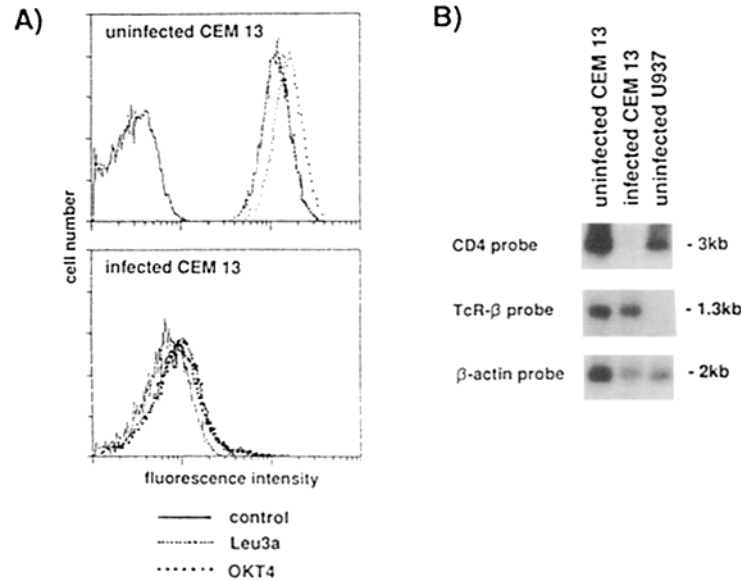 A)
uninfected CEM 13
infected CEM 13
cell number
fluorescence intensity
control
Leu3a
OKT4
B)
uninfected CEM 13
infected CEM 13
uninfected U937
CD4 probe
- 3kb
TcR-β probe
- 1.3kb
β-actin probe
- 2kb